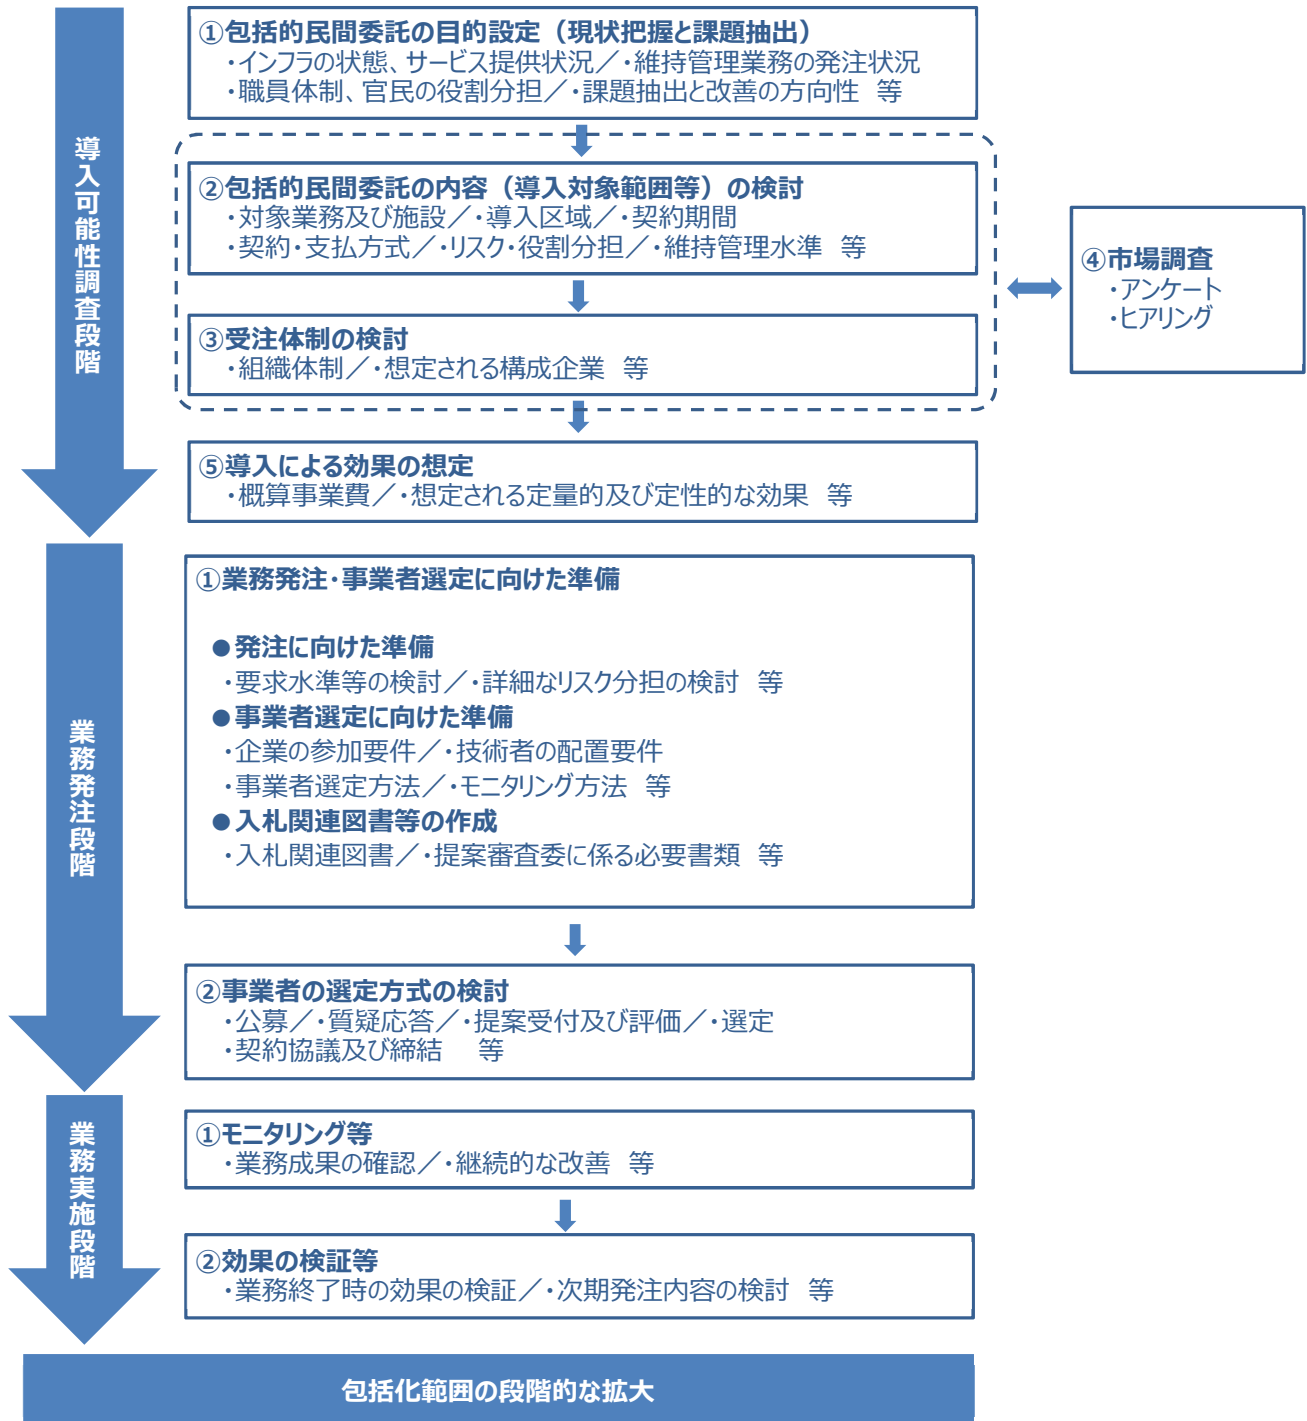 導入可能性調査段階
①包括的民間委託の目的設定（現状把握と課題抽出）
・インフラの状態、サービス提供状況／・維持管理業務の発注状況
・職員体制、官民の役割分担／・課題抽出と改善の方向性　等
②包括的民間委託の内容（導入対象範囲等）の検討
・対象業務及び施設／・導入区域／・契約期間
・契約・支払方式／・リスク・役割分担／・維持管理水準　等
③受注体制の検討
・組織体制／・想定される構成企業　等
④市場調査
・アンケート
・ヒアリング
⑤導入による効果の想定
・概算事業費／・想定される定量的及び定性的な効果　等
業務発注段階
①業務発注・事業者選定に向けた準備
●発注に向けた準備
・要求水準等の検討／・詳細なリスク分担の検討　等
●事業者選定に向けた準備
・企業の参加要件／・技術者の配置要件
・事業者選定方法／・モニタリング方法　等
●入札関連図書等の作成
・入札関連図書／・提案審査委に係る必要書類　等
②事業者の選定方式の検討
・公募／・質疑応答／・提案受付及び評価／・選定
・契約協議及び締結　等
業務実施段階
①モニタリング等
・業務成果の確認／・継続的な改善　等
②効果の検証等
・業務終了時の効果の検証／・次期発注内容の検討　等
包括化範囲の段階的な拡大